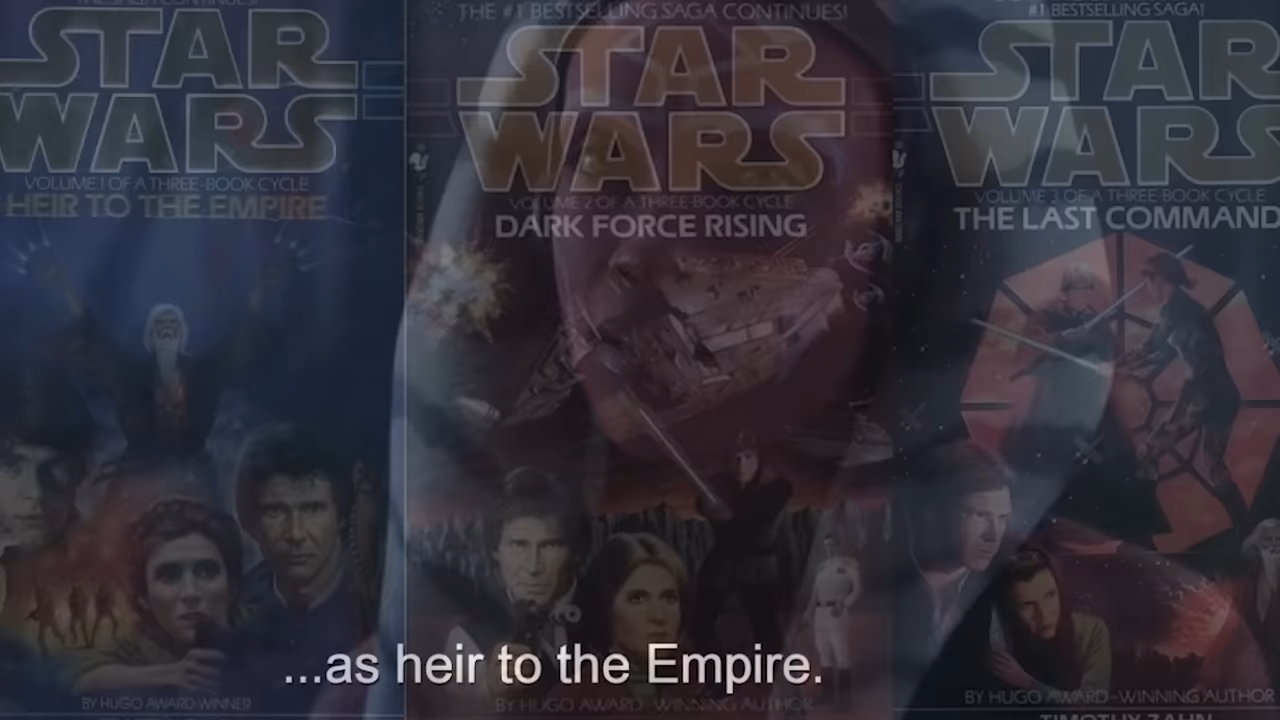 THE #1 BESTSELLING SAGA CONTINUES!
STAR
WARS
VOLUME 1 OF A THREE-BOOK CYCLE
HEIR TO THE EMPIRE
BY HUGO AWARD-WINNER
STAR
WARS
VOLUME 2 OF A THREE-BOOK CYCLE
DARK FORCE RISING
BY HUGO AWARD-WINNING AUTHOR
#1 BESTSELLING SAGA!
STAR
WARS
VOLUME 3 OF A THREE BOOK CYCLE
THE LAST COMMAND
BY HUGO AWARD-WINNING AUTHOR
TIMOTHY ZAHN
...as heir to the Empire.